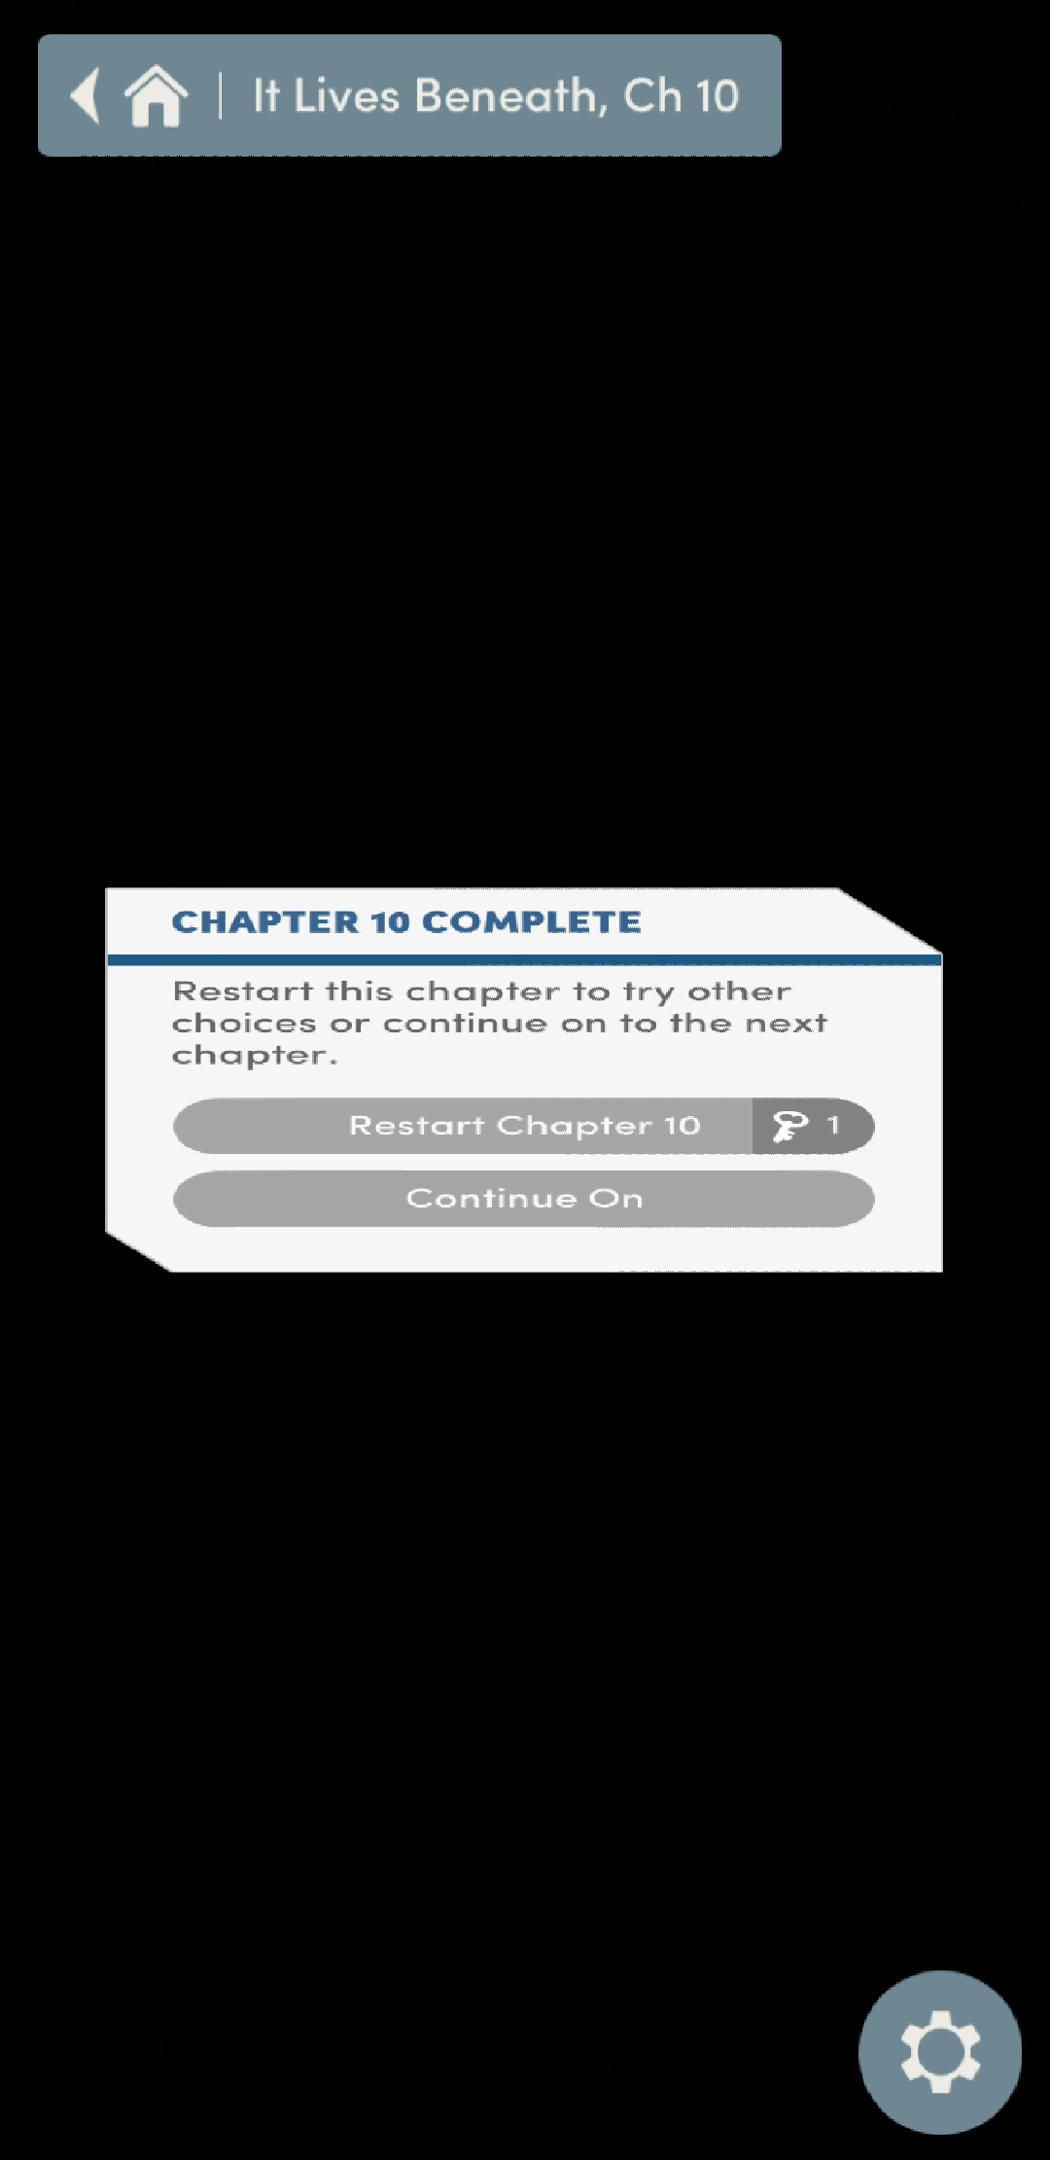 It Lives Beneath, Ch 10
CHAPTER 10 COMPLETE
Restart this chapter to try other
choices or continue on to the next
chapter.
Restart Chapter 10 1
Continue On